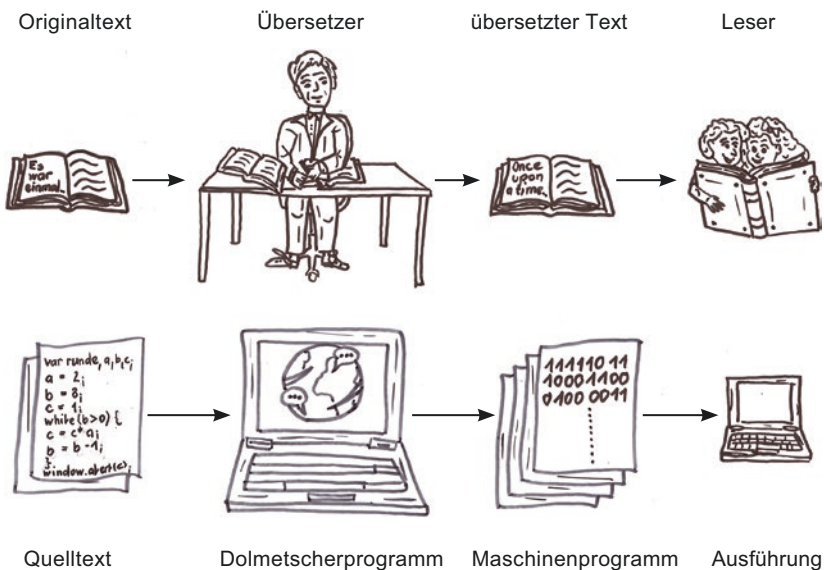 Originaltext
Übersetzer
übersetzter Text
Leser
Es
war
einmal.
Once
upon
a time.
var runde, a,b,c;
a = 2;
b = 8;
c = 1;
while (b>0) {
c = c* a;
b = b -1;
}
window.alert(c);
111110 11
1000 1100
0100 0011
Quelltext
Dolmetscherprogramm
Maschinenprogramm
Ausführung